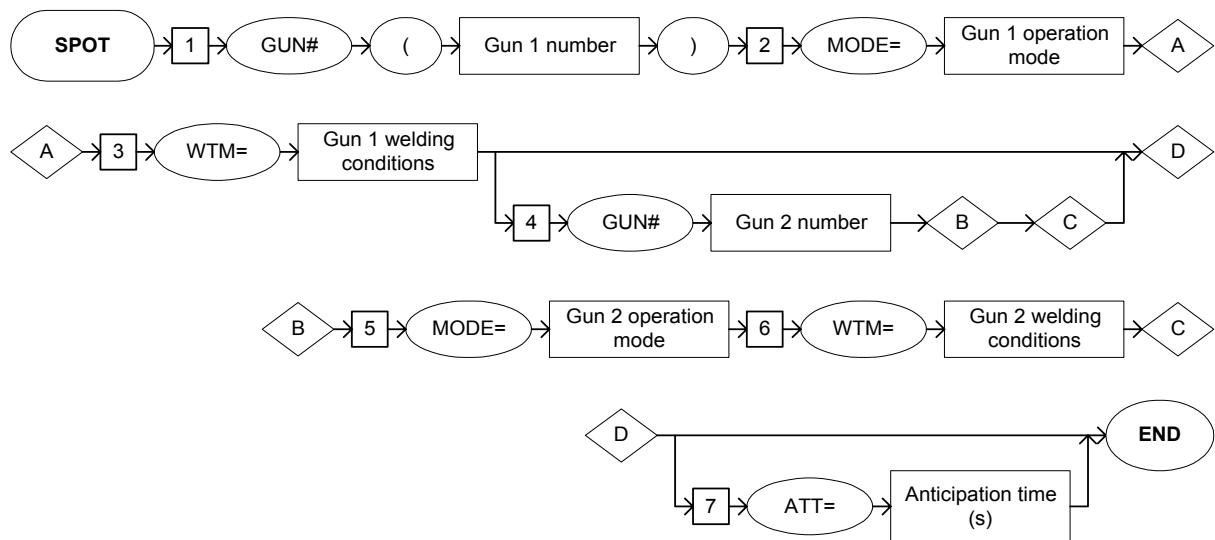 SPOT 1 GUN# ( Gun 1 number ) 2 MODE= Gun 1 operation mode A
A 3 WTM= Gun 1 welding conditions D
4 GUN# Gun 2 number B C
B 5 MODE= Gun 2 operation mode 6 WTM= Gun 2 welding conditions C
D END
7 ATT= Anticipation time (s)